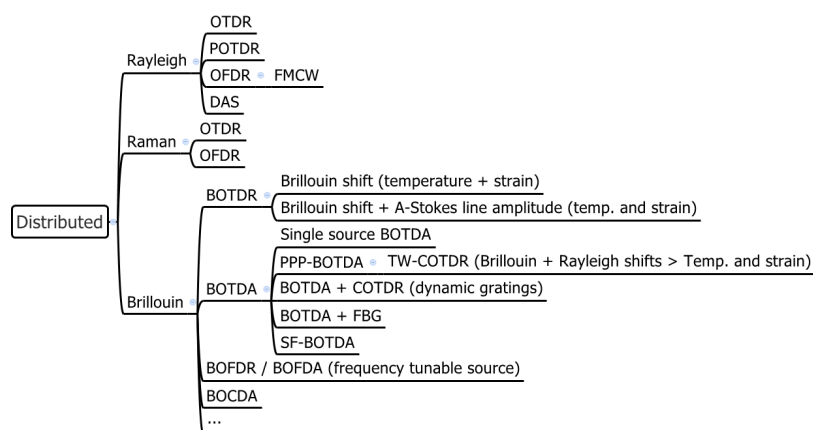 OTDR
POTDR
Rayleigh
OFDR
FMCW
DAS
OTDR
Raman
OFDR
Distributed
Brillouin shift (temperature + strain)
BOTDR
Brillouin shift + A-Stokes line amplitude (temp. and strain)
Single source BOTDA
PPP-BOTDA
TW-COTDR (Brillouin + Rayleigh shifts > Temp. and strain)
BOTDA
BOTDA + COTDR (dynamic gratings)
Brillouin
BOTDA + FBG
SF-BOTDA
BOFDR / BOFDA (frequency tunable source)
BOCDA
...